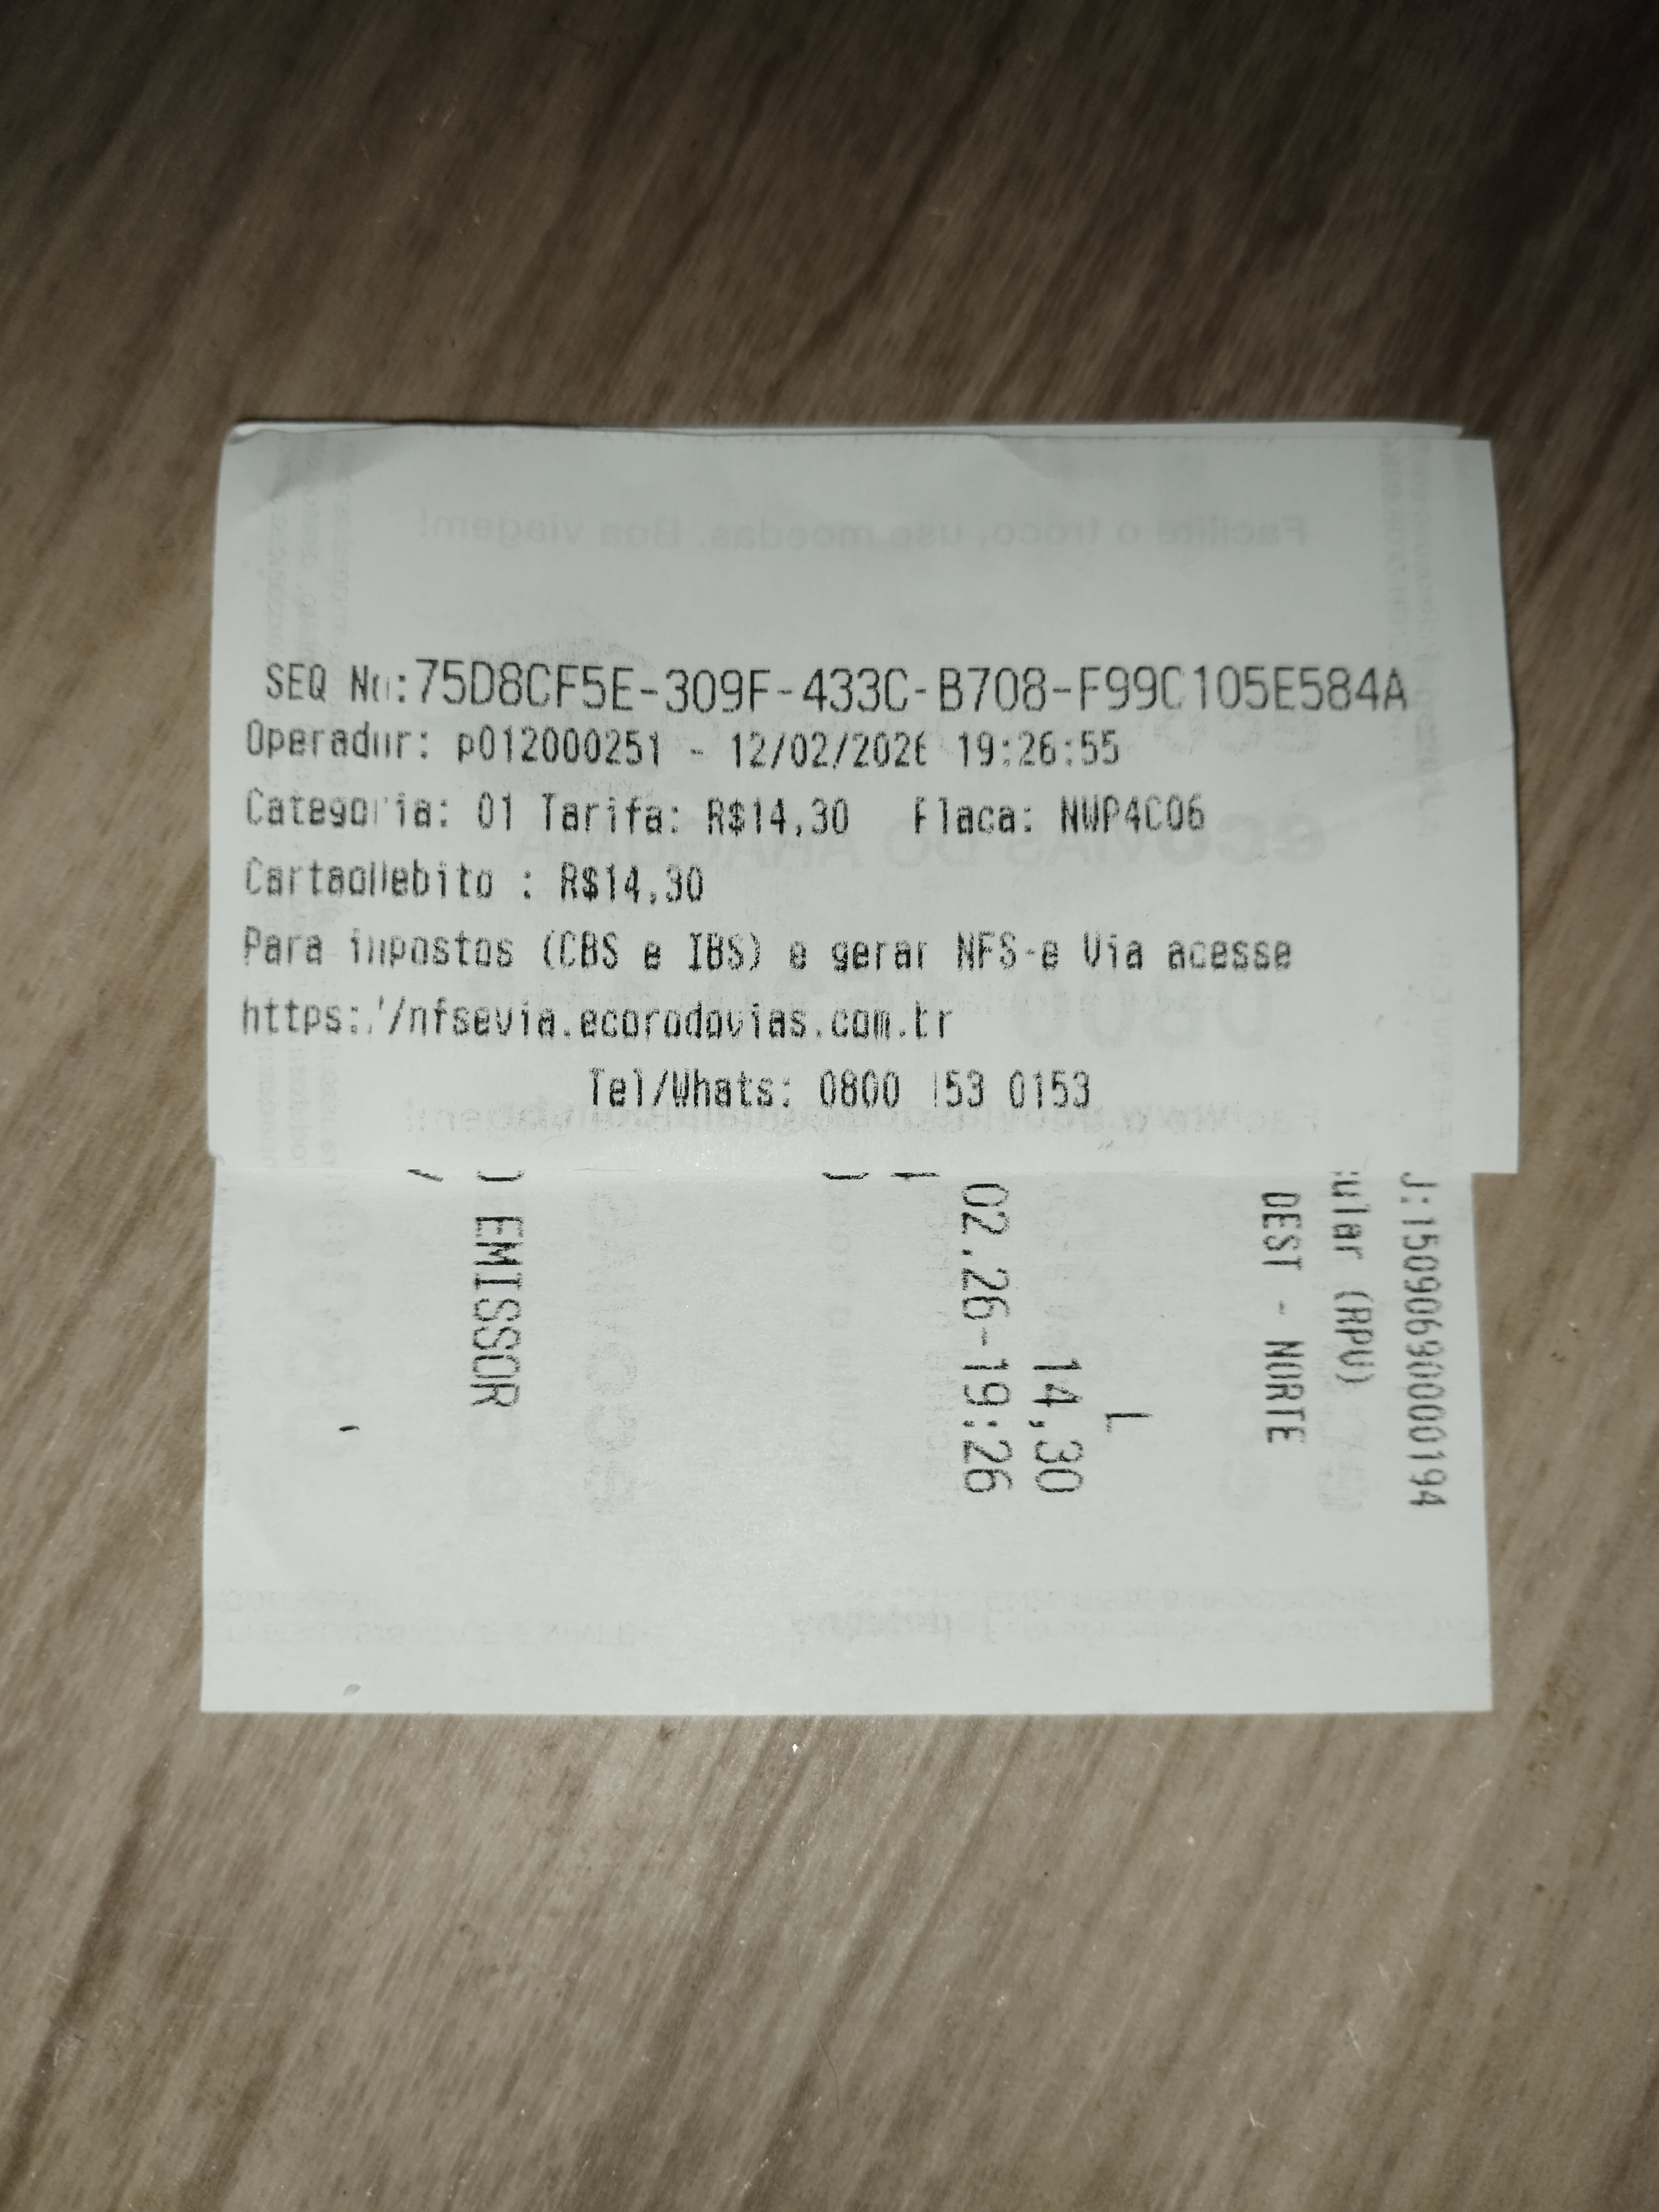 SEQ No:75D8CF5E-309F-433C-B708-F99C105E584A
Operador: p012000251 - 12/02/2026 19:26:55
Categoria: 01 Tarifa: R$14,30 Placa: NWP4C06
CartaoDebito : R$14,30
Para impostos (CBS e IBS) e gerar NFS-e Via acesse
https://nfsevia.ecorodovias.com.br
Tel/Whats: 0800 153 0153
J:15090690000194
ular (RPU)
DEST - NORTE
L
14,30
02.26-19:26
EMISSOR
Facilite o troco, use moedas. Boa viagem!